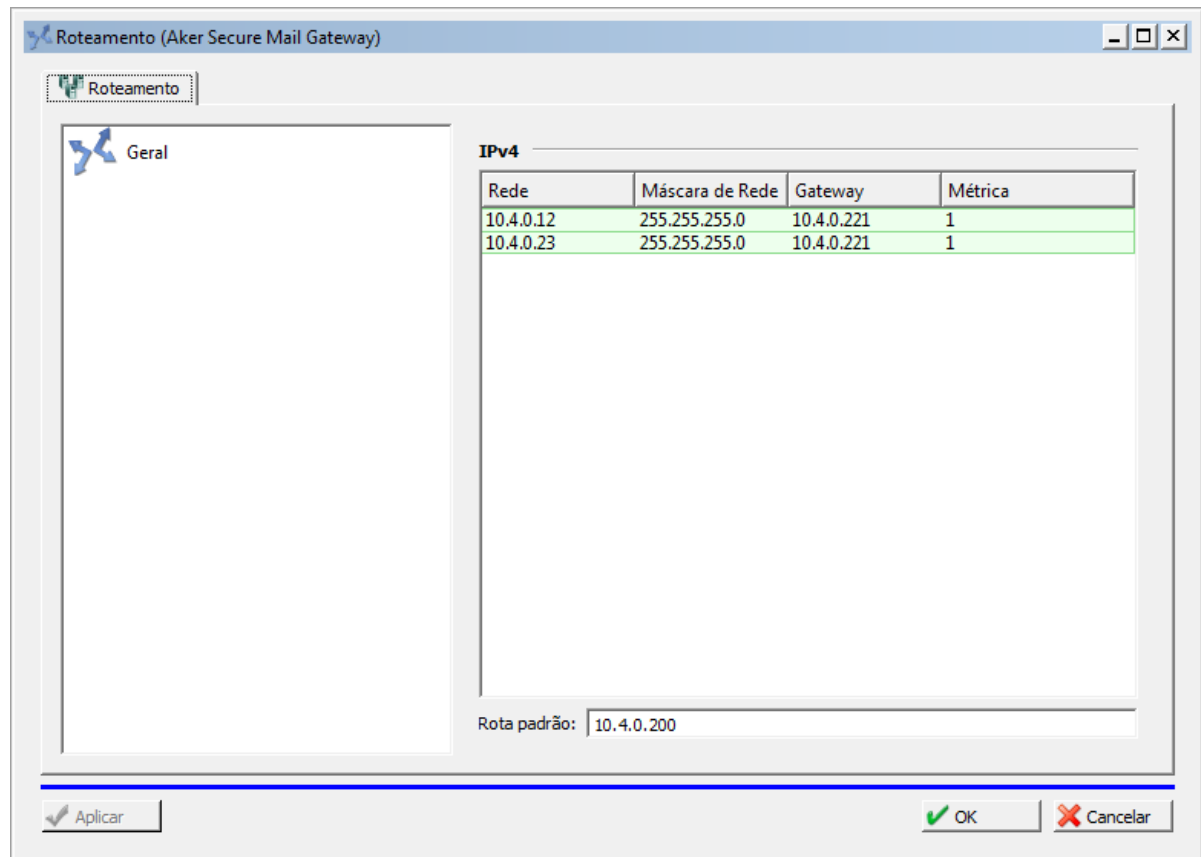 Roteamento (Aker Secure Mail Gateway)
Roteamento
Geral
IPv4
Rede Máscara de Rede Gateway Métrica
10.4.0.12 255.255.255.0 10.4.0.221 1
10.4.0.23 255.255.255.0 10.4.0.221 1
Rota padrão: 10.4.0.200
Aplicar OK Cancelar